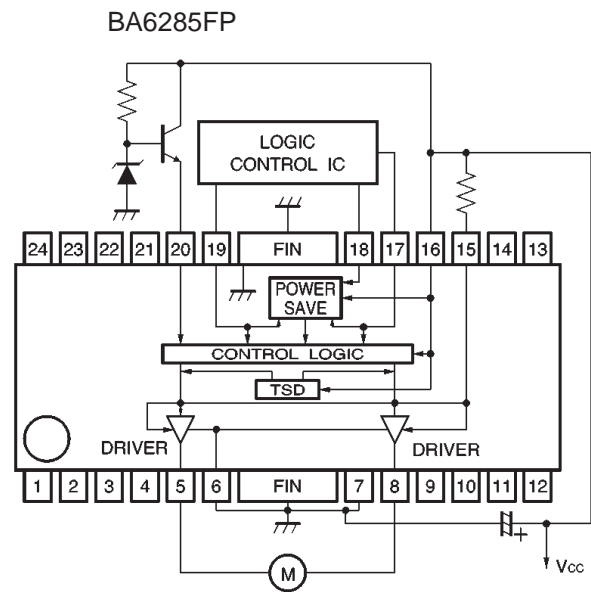 BA6285FP
LOGIC
CONTROL IC
24 23 22 21 20 19 FIN 18 17 16 15 14 13
POWER
SAVE
CONTROL LOGIC
TSD
DRIVER DRIVER
1 2 3 4 5 6 FIN 7 8 9 10 11 12
+
VCC
M